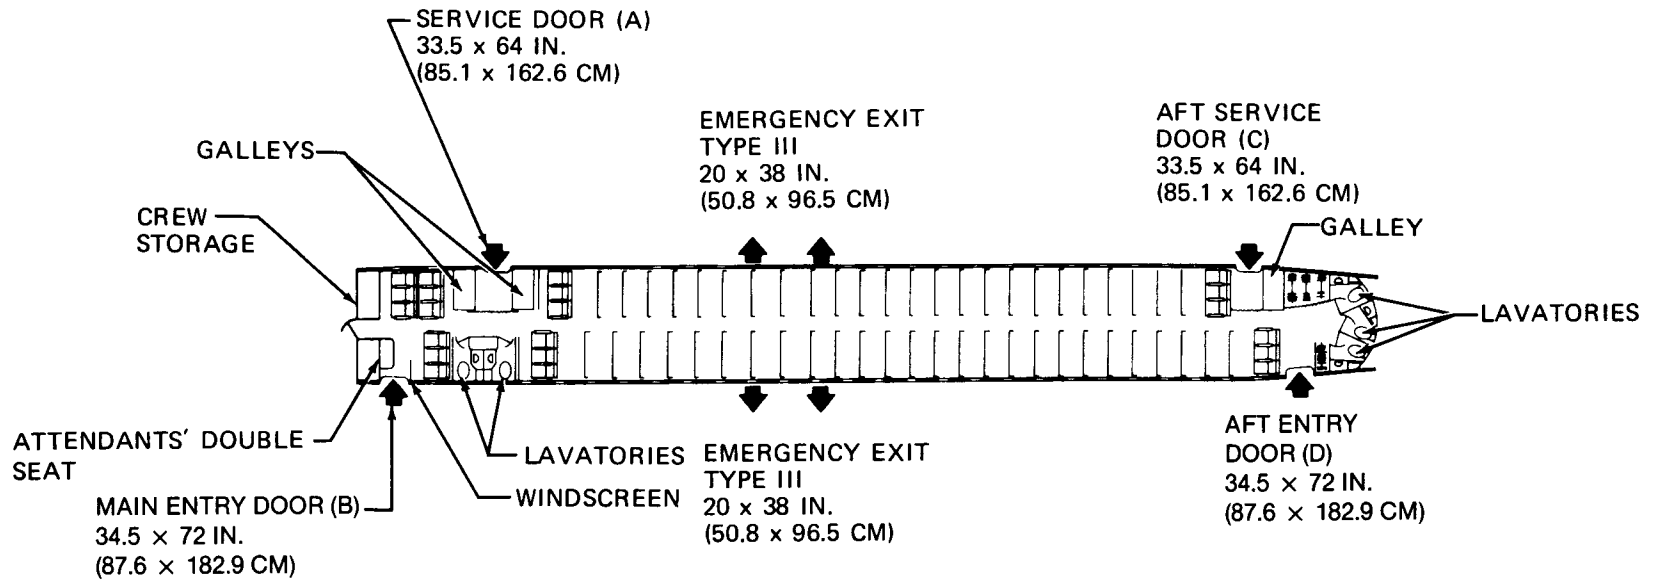 SERVICE DOOR (A)
33.5 x 64 IN.
(85.1 x 162.6 CM)
EMERGENCY EXIT
TYPE III
20 x 38 IN.
(50.8 x 96.5 CM)
AFT SERVICE
DOOR (C)
33.5 x 64 IN.
(85.1 x 162.6 CM)
GALLEYS
CREW
STORAGE
GALLEY
LAVATORIES
ATTENDANTS' DOUBLE
SEAT
MAIN ENTRY DOOR (B)
34.5 × 72 IN.
(87.6 × 182.9 CM)
LAVATORIES
WINDSCREEN
EMERGENCY EXIT
TYPE III
20 x 38 IN.
(50.8 x 96.5 CM)
AFT ENTRY
DOOR (D)
34.5 × 72 IN.
(87.6 × 182.9 CM)